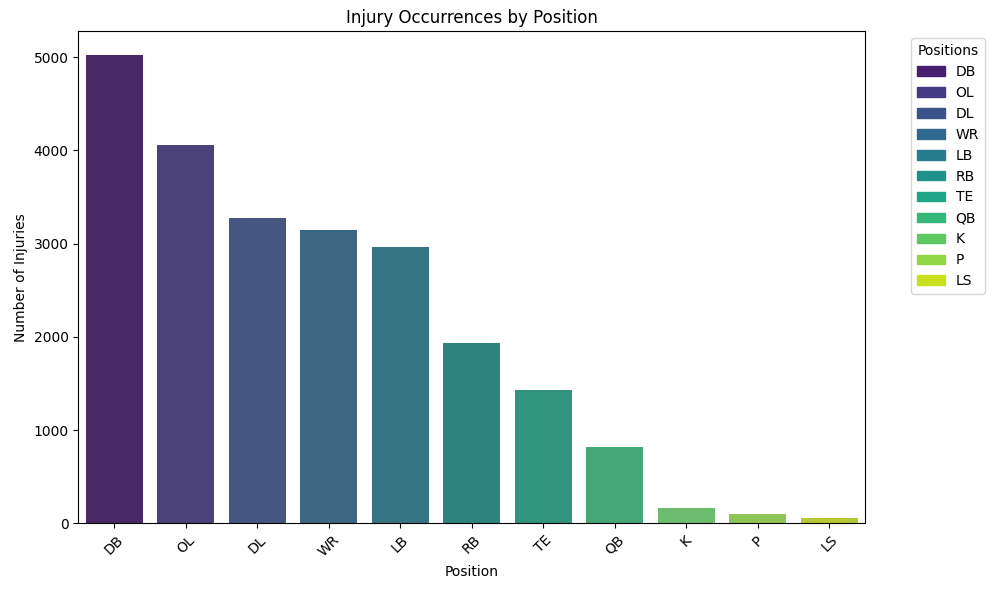 Injury Occurrences by Position
Number of Injuries
5000
4000
3000
2000
1000
0
DB
OL
DL
WR
LB
RB
TE
QB
K
P
LS
Position
Positions
DB
OL
DL
WR
LB
RB
TE
QB
K
P
LS